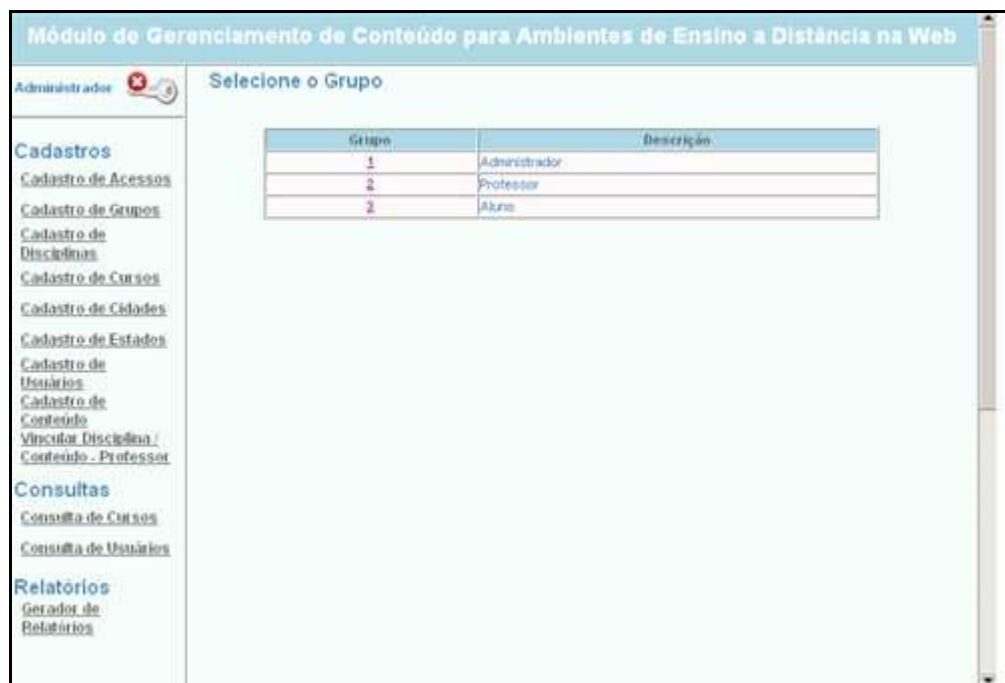 Módulo de Gerenciamento de Conteúdo para Ambientes de Ensino a Distância na Web
Administrador
Selecione o Grupo
Grupo Descrição
1 Administrador
2 Professor
3 Aluno
Cadastros
Cadastro de Acessos
Cadastro de Grupos
Cadastro de
Disciplinas
Cadastro de Cursos
Cadastro de Cidades
Cadastro de Estados
Cadastro de
Usuários
Cadastro de
Conteúdo
Vincular Disciplina /
Conteúdo - Professor
Consultas
Consulta de Cursos
Consulta de Usuários
Relatórios
Gerador de
Relatórios